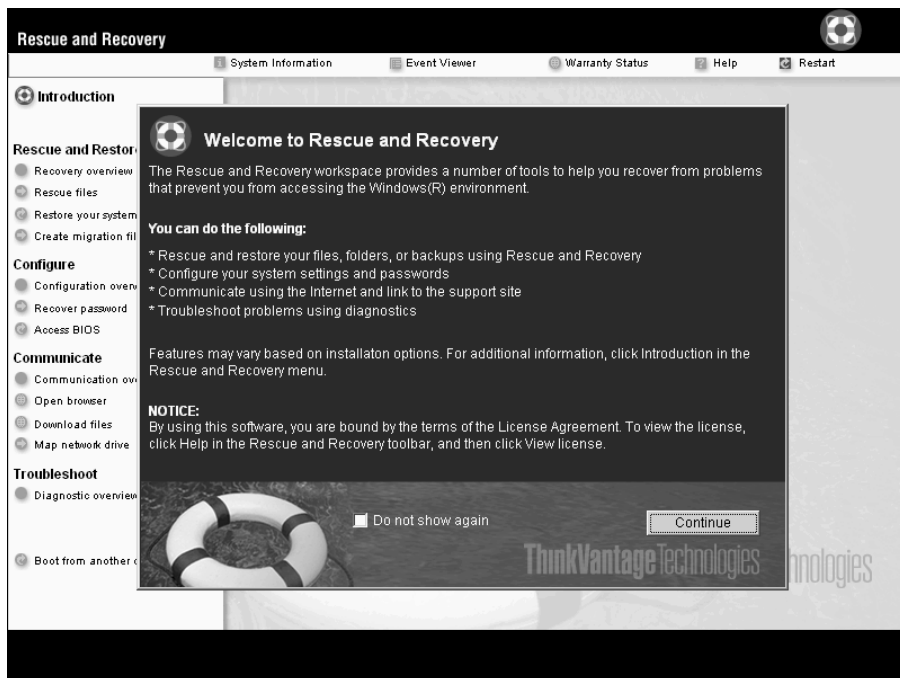 Rescue and Recovery
System Information
Event Viewer
Warranty Status
Help
Restart
Introduction
Rescue and Restor
Recovery overview
Rescue files
Restore your system
Create migration fil
Configure
Configuration overv
Recover password
Access BIOS
Communicate
Communication ov
Open browser
Download files
Map network drive
Troubleshoot
Diagnostic overview
Boot from another
Welcome to Rescue and Recovery
The Rescue and Recovery workspace provides a number of tools to help you recover from problems
that prevent you from accessing the Windows(R) environment.
You can do the following:
* Rescue and restore your files, folders, or backups using Rescue and Recovery
* Configure your system settings and passwords
* Communicate using the Internet and link to the support site
* Troubleshoot problems using diagnostics
Features may vary based on installaton options. For additional information, click Introduction in the
Rescue and Recovery menu.
NOTICE:
By using this software, you are bound by the terms of the License Agreement. To view the license,
click Help in the Rescue and Recovery toolbar, and then click View license.
Do not show again
Continue
ThinkVantage Technologies
hnologies